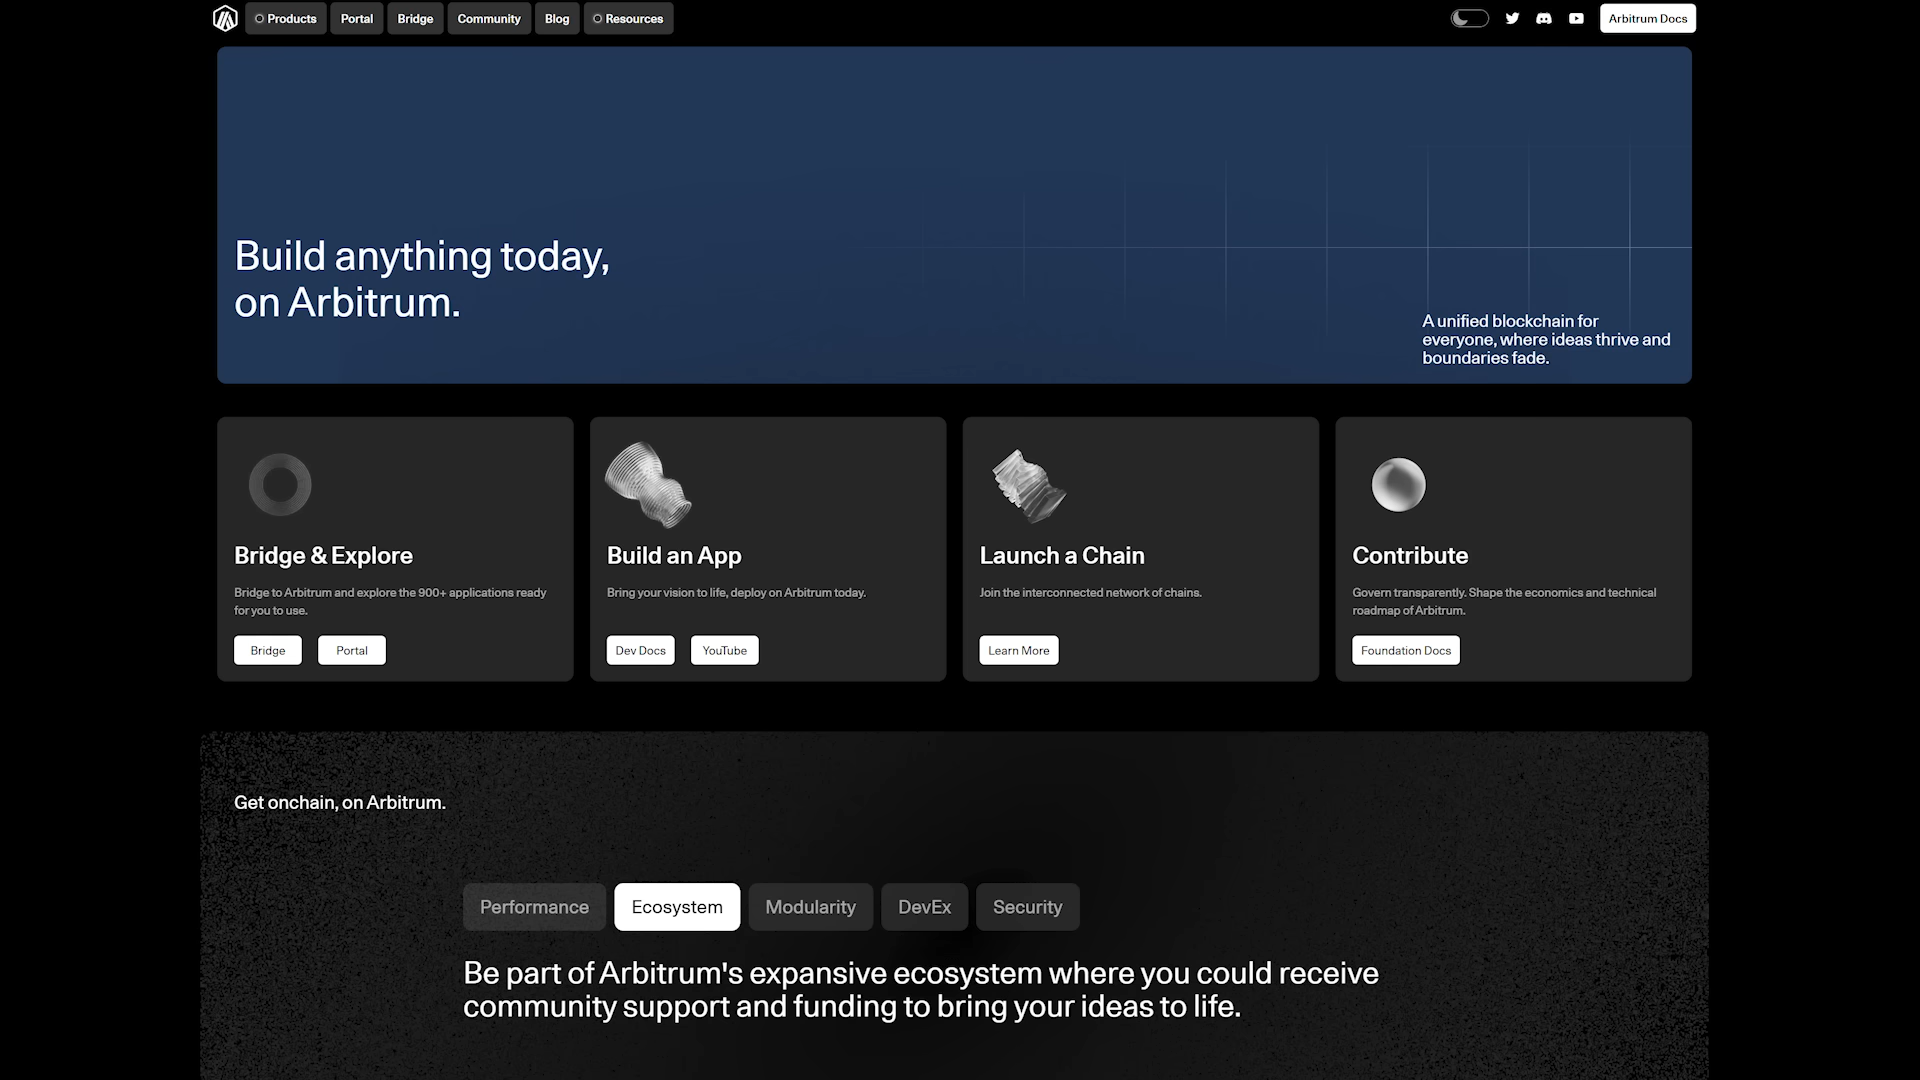 Products
Portal
Bridge
Community
Blog
Resources
Arbitrum Docs
Build anything today,
on Arbitrum.
A unified blockchain for
everyone, where ideas thrive and
boundaries fade.
Bridge & Explore
Bridge to Arbitrum and explore the 900+ applications ready
for you to use.
Bridge
Portal
Build an App
Bring your vision to life, deploy on Arbitrum today.
Dev Docs
YouTube
Launch a Chain
Join the interconnected network of chains.
Learn More
Contribute
Govern transparently. Shape the economics and technical
roadmap of Arbitrum.
Foundation Docs
Get onchain, on Arbitrum.
Performance
Ecosystem
Modularity
DevEx
Security
Be part of Arbitrum's expansive ecosystem where you could receive
community support and funding to bring your ideas to life.